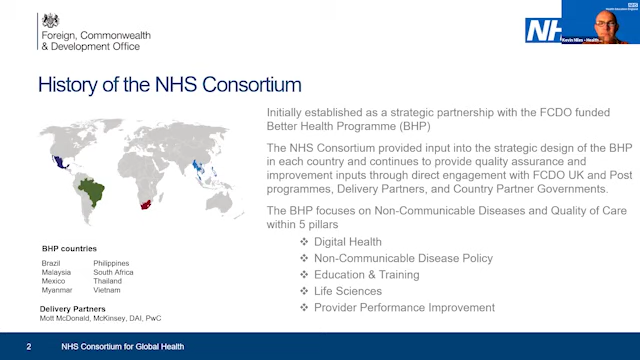 Foreign, Commonwealth
& Development Office
NHS
NHS
Health Education England
Kevin Miles - Health
History of the NHS Consortium
Initially established as a strategic partnership with the FCDO funded
Better Health Programme (BHP)
The NHS Consortium provided input into the strategic design of the BHP
in each country and continues to provide quality assurance and
improvement inputs through direct engagement with FCDO UK and Post
programmes, Delivery Partners, and Country Partner Governments.
The BHP focuses on Non-Communicable Diseases and Quality of Care
within 5 pillars
❖ Digital Health
❖ Non-Communicable Disease Policy
❖ Education & Training
❖ Life Sciences
❖ Provider Performance Improvement
BHP countries
Brazil Philippines
Malaysia South Africa
Mexico Thailand
Myanmar Vietnam
Delivery Partners
Mott McDonald, McKinsey, DAI, PwC
2 NHS Consortium for Global Health